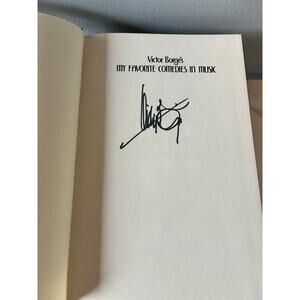 Victor Borge's
MY FAVORITE COMEDIES IN MUSIC